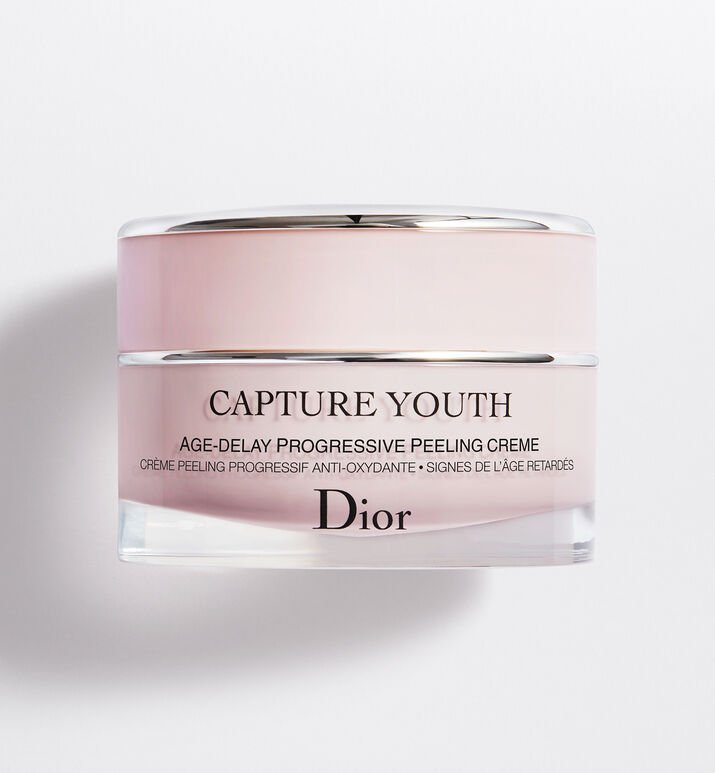 CAPTURE YOUTH
AGE-DELAY PROGRESSIVE PEELING CREME
CRÈME PEELING PROGRESSIF ANTI-OXYDANTE • SIGNES DE L'ÂGE RETARDÉS
Dior